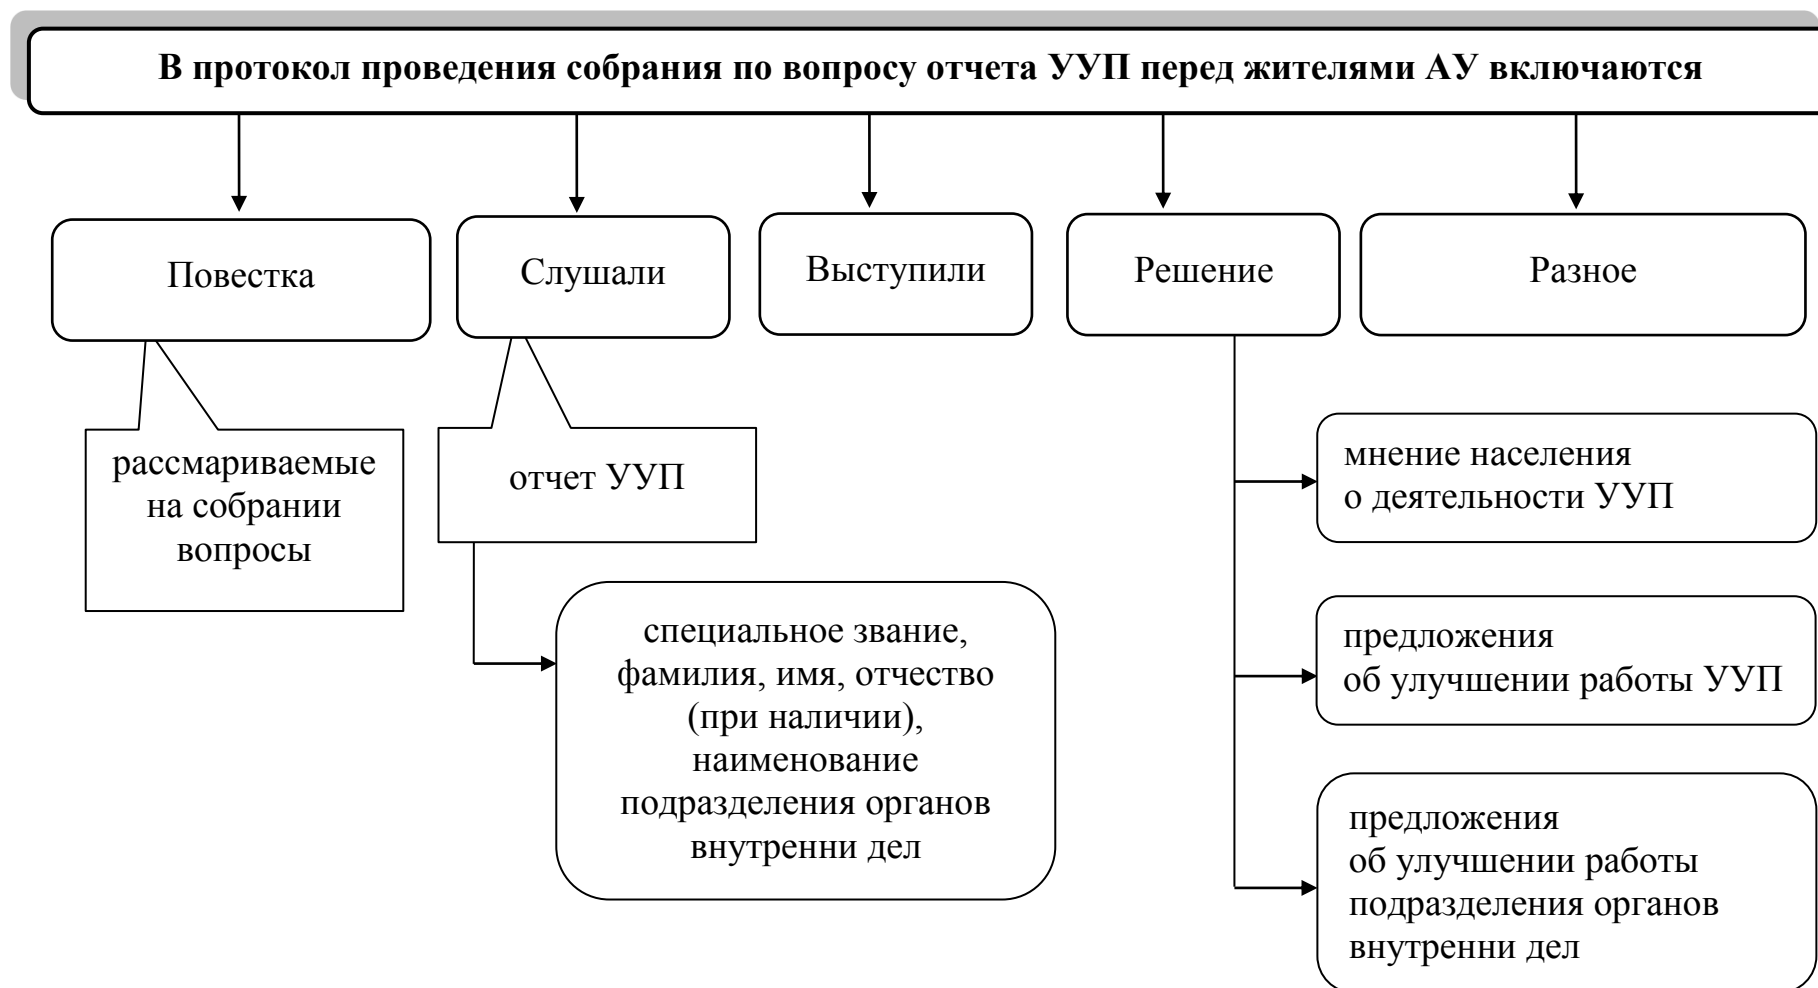 В протокол проведения собрания по вопросу отчета УУП перед жителями АУ включаются
Повестка
Слушали
Выступили
Решение
Разное
рассмариваемые
на собрании
вопросы
отчет УУП
специальное звание,
фамилия, имя, отчество
(при наличии),
наименование
подразделения органов
внутренни дел
мнение населения
о деятельности УУП
предложения
об улучшении работы УУП
предложения
об улучшении работы
подразделения органов
внутренни дел